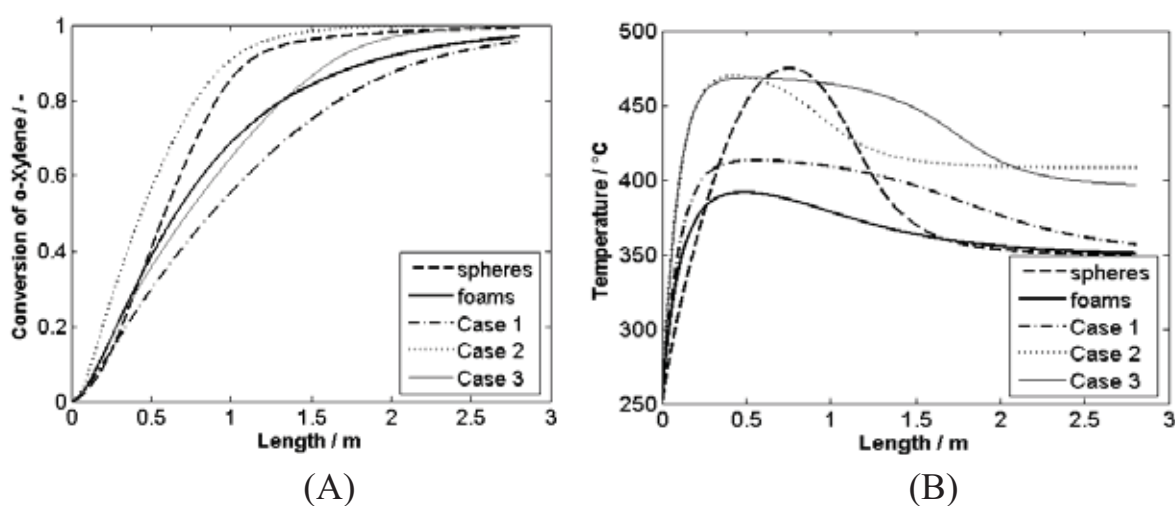 Conversion of o-Xylene / -
1
0.8
0.6
0.4
0.2
0
0
0.5
1
1.5
2
2.5
3
Length / m
spheres
foams
Case 1
Case 2
Case 3
(A)
Temperature / °C
500
450
400
350
300
250
0
0.5
1
1.5
2
2.5
3
Length / m
spheres
foams
Case 1
Case 2
Case 3
(B)